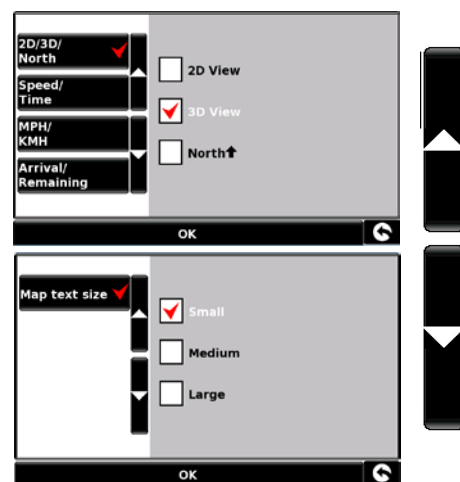 2D/3D/
North
Speed/
Time
MPH/
KMH
Arrival/
Remaining
2D View
3D View
North⬆
OK
Map text size
Small
Medium
Large
OK